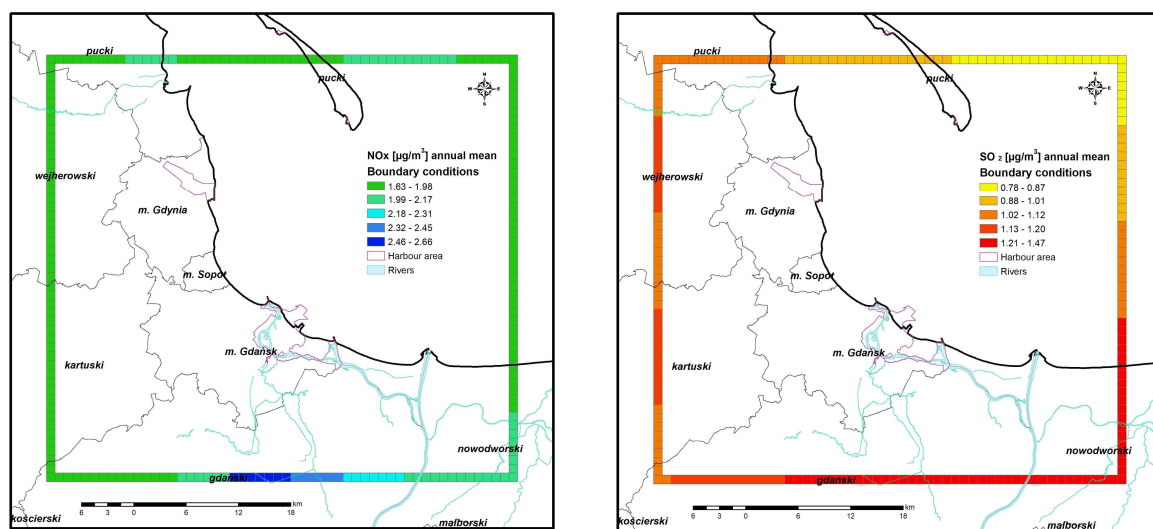 pucki
pucki
N
W E
S
NOx [µg/m³] annual mean
Boundary conditions
1.63 - 1.98
1.99 - 2.17
2.18 - 2.31
2.32 - 2.45
2.46 - 2.66
Harbour area
Rivers
wejherowski
m. Gdynia
m. Sopot
m. Gdańsk
kartuski
nowodworski
gdański
km
6 3 0 6 12 18
kościerski
malborski
pucki
pucki
N
W E
S
SO 2 [µg/m³] annual mean
Boundary conditions
0.78 - 0.87
0.88 - 1.01
1.02 - 1.12
1.13 - 1.20
1.21 - 1.47
Harbour area
Rivers
wejherowski
m. Gdynia
m. Sopot
m. Gdańsk
kartuski
nowodworski
gdański
km
6 3 0 6 12 18
kościerski
malborski